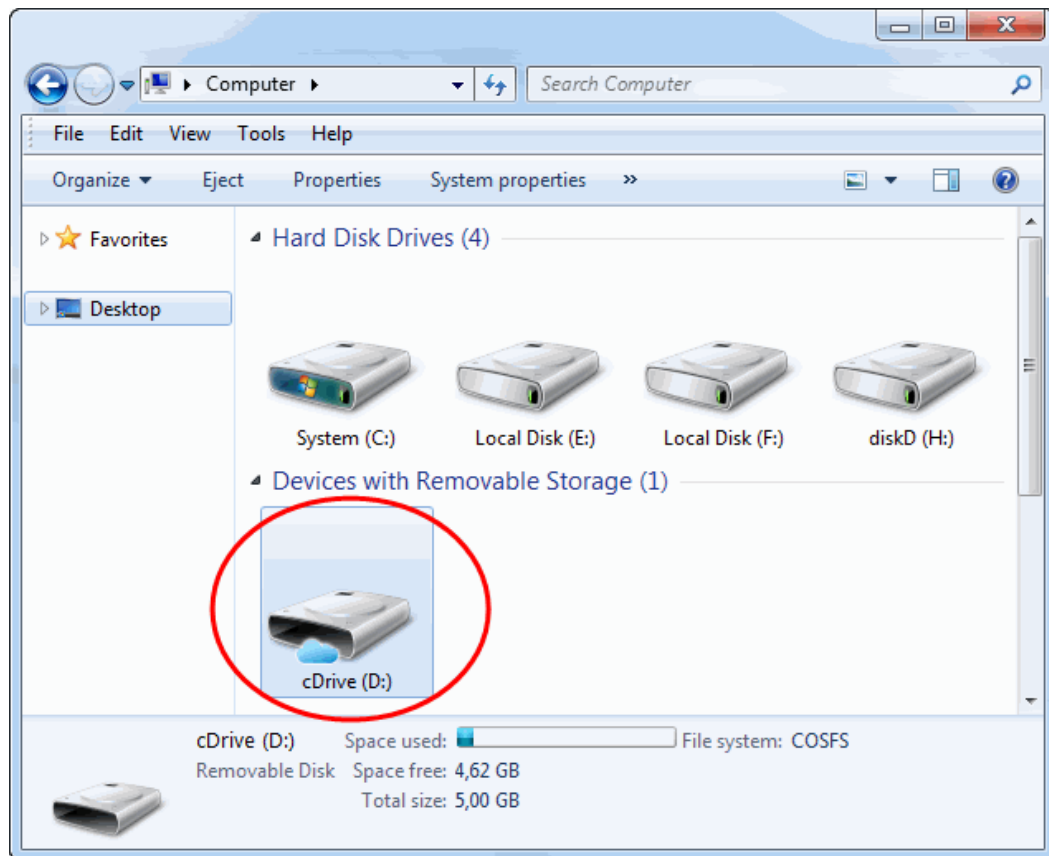 Computer
Search Computer
File Edit View Tools Help
Organize Eject Properties System properties »
Favorites
Desktop
Hard Disk Drives (4)
System (C:) Local Disk (E:) Local Disk (F:) diskD (H:)
Devices with Removable Storage (1)
cDrive (D:)
cDrive (D:) Space used: File system: COSFS
Removable Disk Space free: 4,62 GB
Total size: 5,00 GB